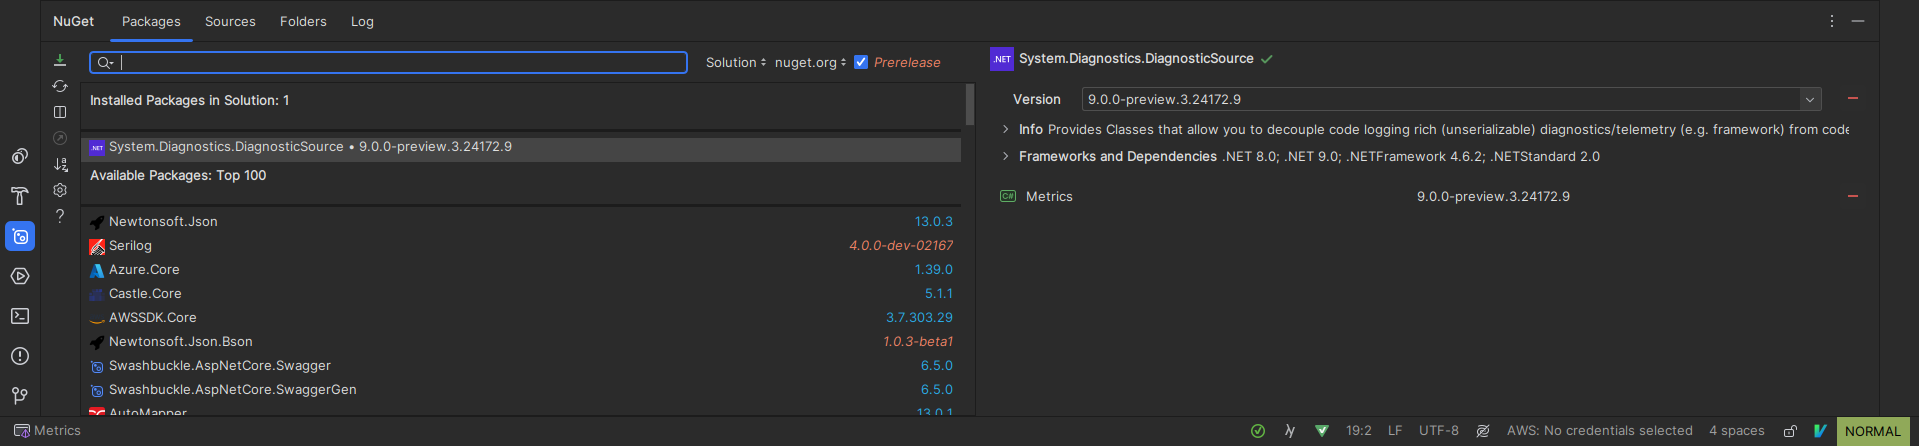 NuGet Packages Sources Folders Log
Solution nuget.org Prerelease
Installed Packages in Solution: 1
.NET System.Diagnostics.DiagnosticSource • 9.0.0-preview.3.24172.9
Available Packages: Top 100
Newtonsoft.Json 13.0.3
Serilog 4.0.0-dev-02167
Azure.Core 1.39.0
Castle.Core 5.1.1
AWSSDK.Core 3.7.303.29
Newtonsoft.Json.Bson 1.0.3-beta1
Swashbuckle.AspNetCore.Swagger 6.5.0
Swashbuckle.AspNetCore.SwaggerGen 6.5.0
AutoMapper 13.0.1
.NET System.Diagnostics.DiagnosticSource
Version 9.0.0-preview.3.24172.9
Info Provides Classes that allow you to decouple code logging rich (unserializable) diagnostics/telemetry (e.g. framework) from code
Frameworks and Dependencies .NET 8.0; .NET 9.0; .NETFramework 4.6.2; .NETStandard 2.0
C# Metrics 9.0.0-preview.3.24172.9
Metrics 19:2 LF UTF-8 AWS: No credentials selected 4 spaces NORMAL